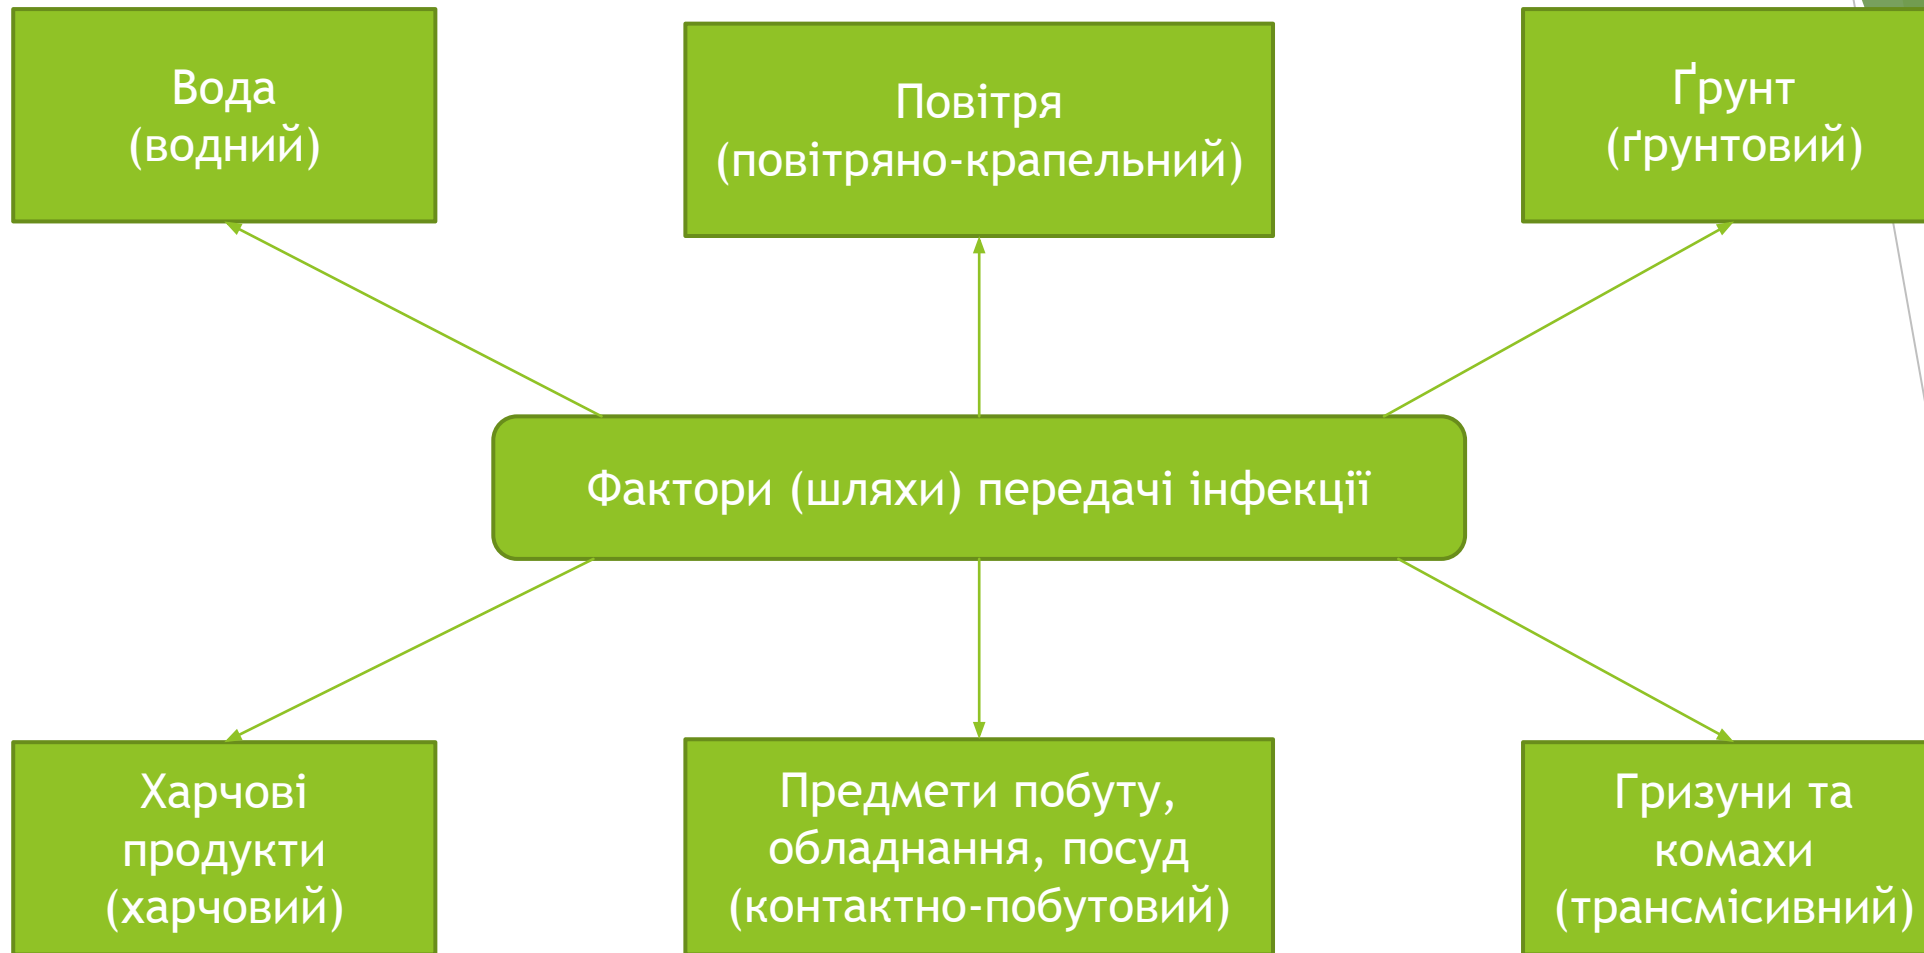 Вода
(водний)
Повітря
(повітряно-крапельний)
Ґрунт
(ґрунтовий)
Фактори (шляхи) передачі інфекції
Харчові
продукти
(харчовий)
Предмети побуту,
обладнання, посуд
(контактно-побутовий)
Гризуни та
комахи
(трансмісивний)